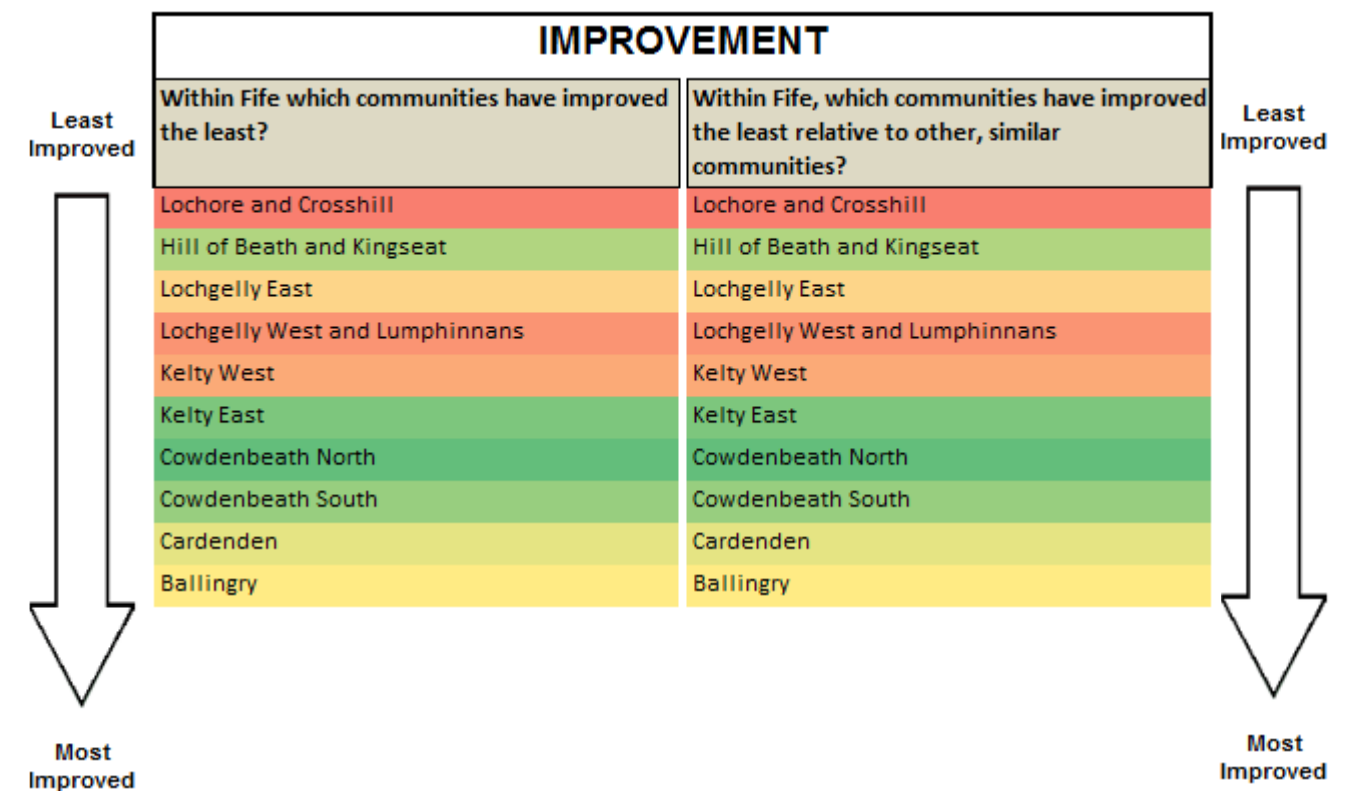 IMPROVEMENT
Least
Improved
Within Fife which communities have improved
the least?
Within Fife, which communities have improved
the least relative to other, similar
communities?
Least
Improved
Lochore and Crosshill
Lochore and Crosshill
Hill of Beath and Kingseat
Hill of Beath and Kingseat
Lochgelly East
Lochgelly East
Lochgelly West and Lumphinnans
Lochgelly West and Lumphinnans
Kelty West
Kelty West
Kelty East
Kelty East
Cowdenbeath North
Cowdenbeath North
Cowdenbeath South
Cowdenbeath South
Cardenden
Cardenden
Ballingry
Ballingry
Most
Improved
Most
Improved